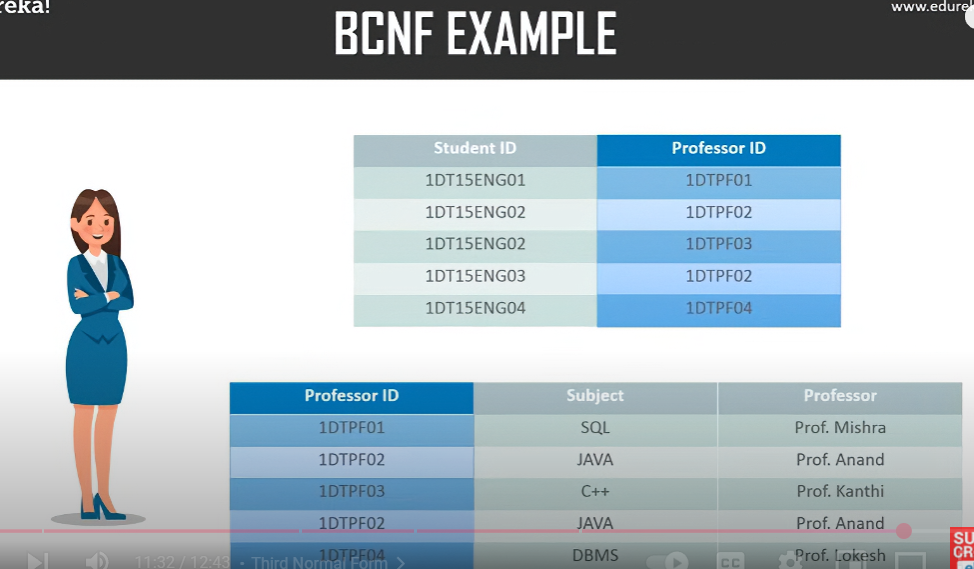 reka!
www.edurek
BCNF EXAMPLE
Student ID Professor ID
1DT15ENG01 1DTPF01
1DT15ENG02 1DTPF02
1DT15ENG02 1DTPF03
1DT15ENG03 1DTPF02
1DT15ENG04 1DTPF04
Professor ID Subject Professor
1DTPF01 SQL Prof. Mishra
1DTPF02 JAVA Prof. Anand
1DTPF03 C++ Prof. Kanthi
1DTPF02 JAVA Prof. Anand
1DTPF04 DBMS Prof. Lokesh
11:32 / 12:43 • Third Normal Form
CC
SU
CR